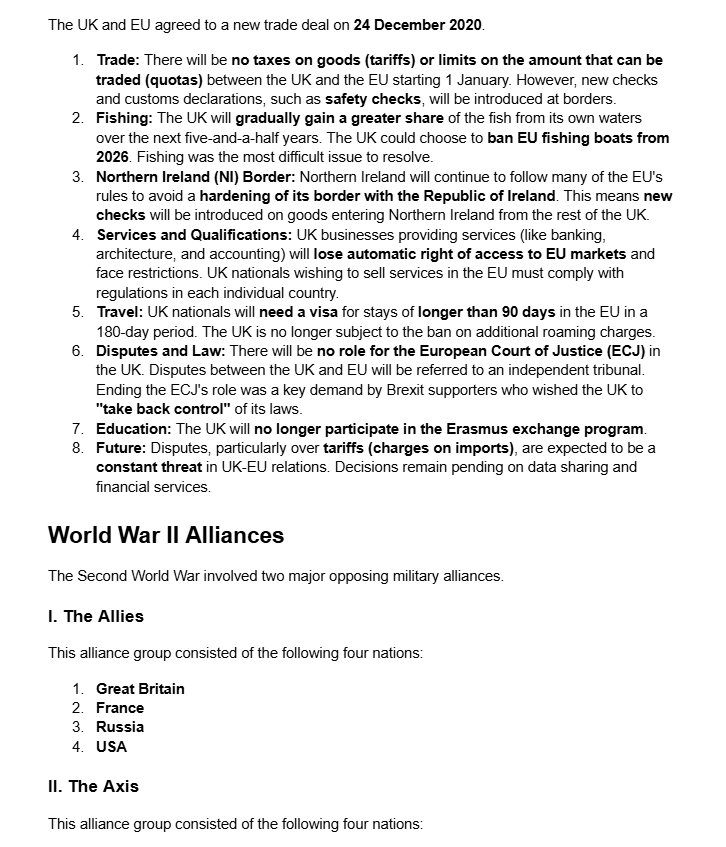 The UK and EU agreed to a new trade deal on 24 December 2020.
1. Trade: There will be no taxes on goods (tariffs) or limits on the amount that can be
traded (quotas) between the UK and the EU starting 1 January. However, new checks
and customs declarations, such as safety checks, will be introduced at borders.
2. Fishing: The UK will gradually gain a greater share of the fish from its own waters
over the next five-and-a-half years. The UK could choose to ban EU fishing boats from
2026. Fishing was the most difficult issue to resolve.
3. Northern Ireland (NI) Border: Northern Ireland will continue to follow many of the EU's
rules to avoid a hardening of its border with the Republic of Ireland. This means new
checks will be introduced on goods entering Northern Ireland from the rest of the UK.
4. Services and Qualifications: UK businesses providing services (like banking,
architecture, and accounting) will lose automatic right of access to EU markets and
face restrictions. UK nationals wishing to sell services in the EU must comply with
regulations in each individual country.
5. Travel: UK nationals will need a visa for stays of longer than 90 days in the EU in a
180-day period. The UK is no longer subject to the ban on additional roaming charges.
6. Disputes and Law: There will be no role for the European Court of Justice (ECJ) in
the UK. Disputes between the UK and EU will be referred to an independent tribunal.
Ending the ECJ's role was a key demand by Brexit supporters who wished the UK to
"take back control" of its laws.
7. Education: The UK will no longer participate in the Erasmus exchange program.
8. Future: Disputes, particularly over tariffs (charges on imports), are expected to be a
constant threat in UK-EU relations. Decisions remain pending on data sharing and
financial services.
World War II Alliances
The Second World War involved two major opposing military alliances.
I. The Allies
This alliance group consisted of the following four nations:
1. Great Britain
2. France
3. Russia
4. USA
II. The Axis
This alliance group consisted of the following four nations: